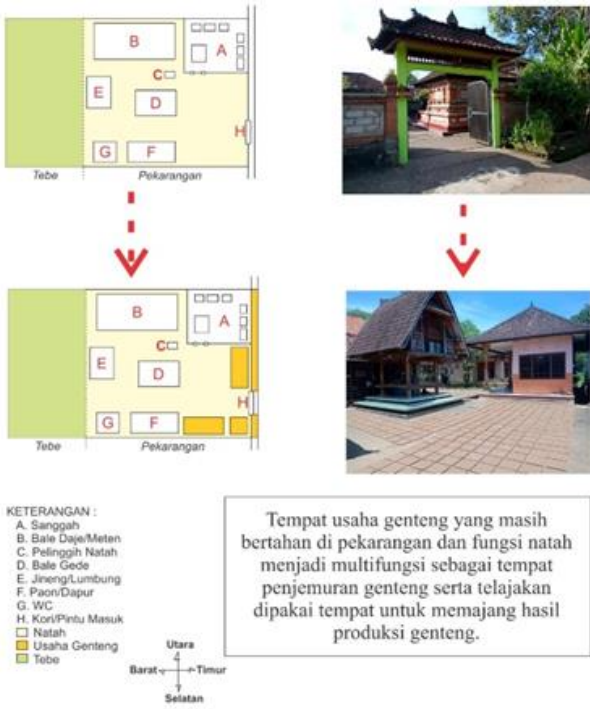 B
A
C
E
D
H
G
F
Tebe
Pekarangan
B
A
C
E
D
H
G
F
Tebe
Pekarangan
KETERANGAN :
A. Sanggah
B. Bale Daje/Meten
C. Pelinggih Natah
D. Bale Gede
E. Jineng/Lumbung
F. Paon/Dapur
G. WC
H. Kori/Pintu Masuk
Natah
Usaha Genteng
Tebe
Utara
Barat
Timur
Selatan
Tempat usaha genteng yang masih
bertahan di pekarangan dan fungsi natah
menjadi multifungsi sebagai tempat
penjemuran genteng serta telajakan
dipakai tempat untuk memajang hasil
produksi genteng.